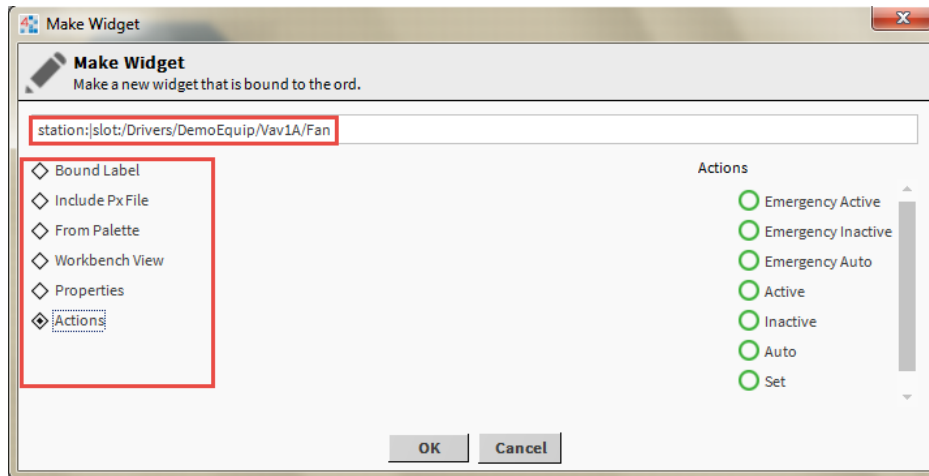 Make Widget
Make Widget
Make a new widget that is bound to the ord.
station:|slot:/Drivers/DemoEquip/Vav1A/Fan
Bound Label
Include Px File
From Palette
Workbench View
Properties
Actions
Actions
Emergency Active
Emergency Inactive
Emergency Auto
Active
Inactive
Auto
Set
OK
Cancel